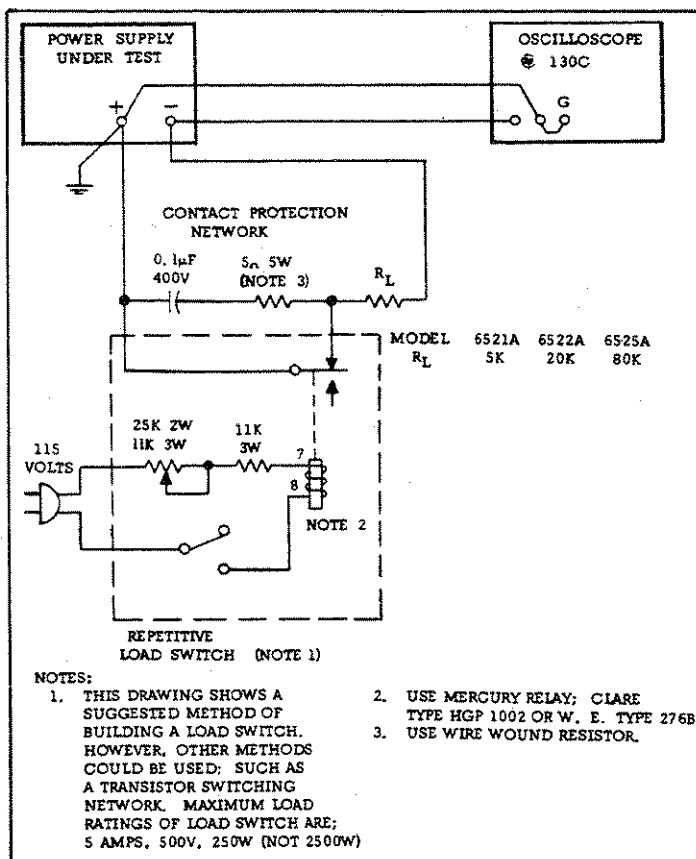 POWER SUPPLY
UNDER TEST
OSCILLOSCOPE
130C
+
-
G
CONTACT PROTECTION
NETWORK
0.1µF
400V
5Ω 5W
(NOTE 3)
R_L
MODEL 6521A 6522A 6525A
R_L 5K 20K 80K
25K 2W
11K 3W
11K
3W
115
VOLTS
7
8
NOTE 2
REPETITIVE
LOAD SWITCH (NOTE 1)
NOTES:
1. THIS DRAWING SHOWS A
SUGGESTED METHOD OF
BUILDING A LOAD SWITCH.
HOWEVER, OTHER METHODS
COULD BE USED; SUCH AS
A TRANSISTOR SWITCHING
NETWORK. MAXIMUM LOAD
RATINGS OF LOAD SWITCH ARE;
5 AMPS, 500V, 250W (NOT 2500W)
2. USE MERCURY RELAY; CLARE
TYPE HGP 1002 OR W. E. TYPE 276B
3. USE WIRE WOUND RESISTOR.